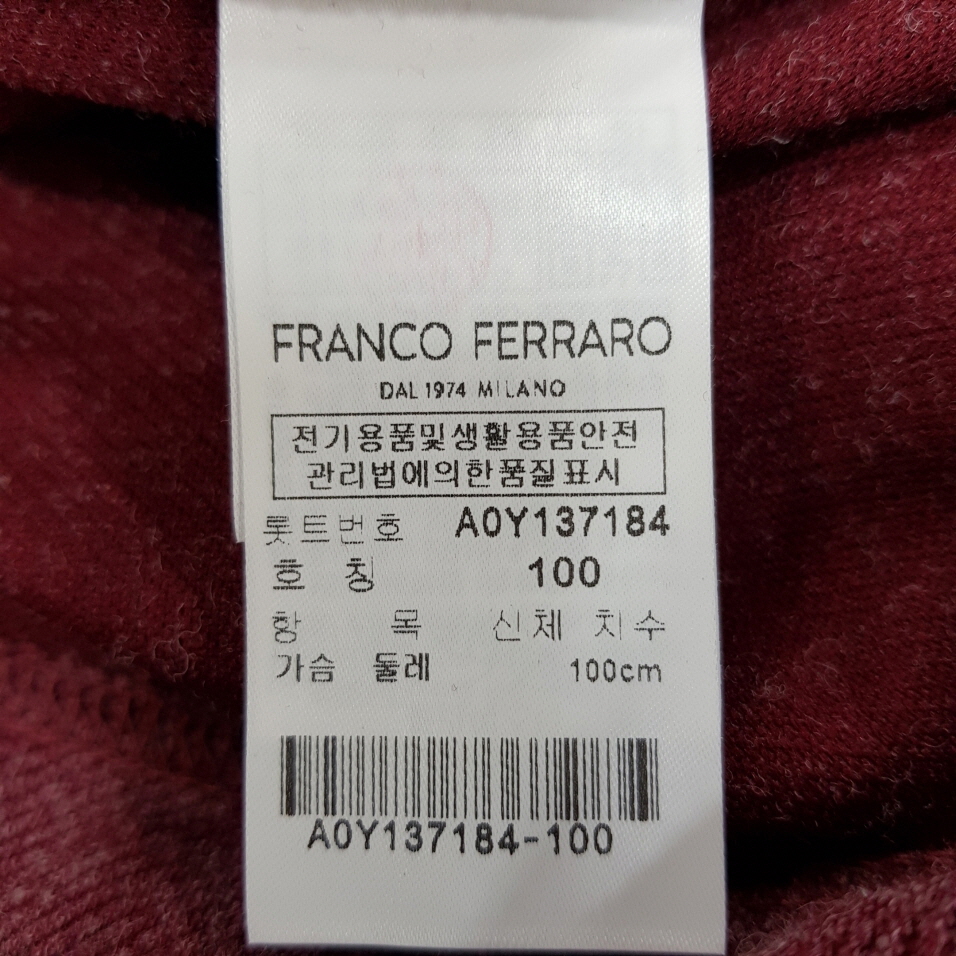 FRANCO FERRARO
DAL 1974 MILANO
전기용품및생활용품안전
관리법에의한품질표시
롯트번호 A0Y137184
호 칭 100
항 목 신체 치수
가슴 둘레 100cm
A0Y137184-100